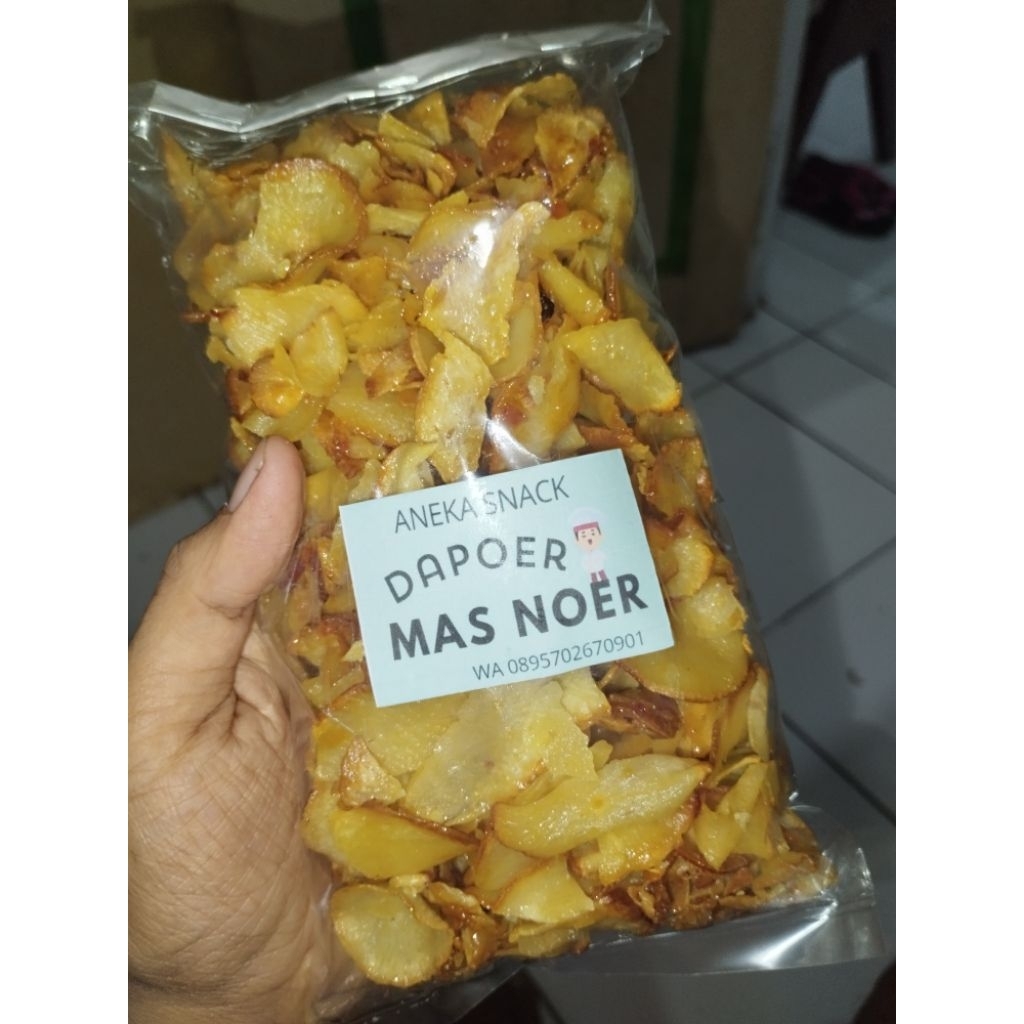 ANEKA SNACK
DAPOER
MAS NOER
WA 0895702670901